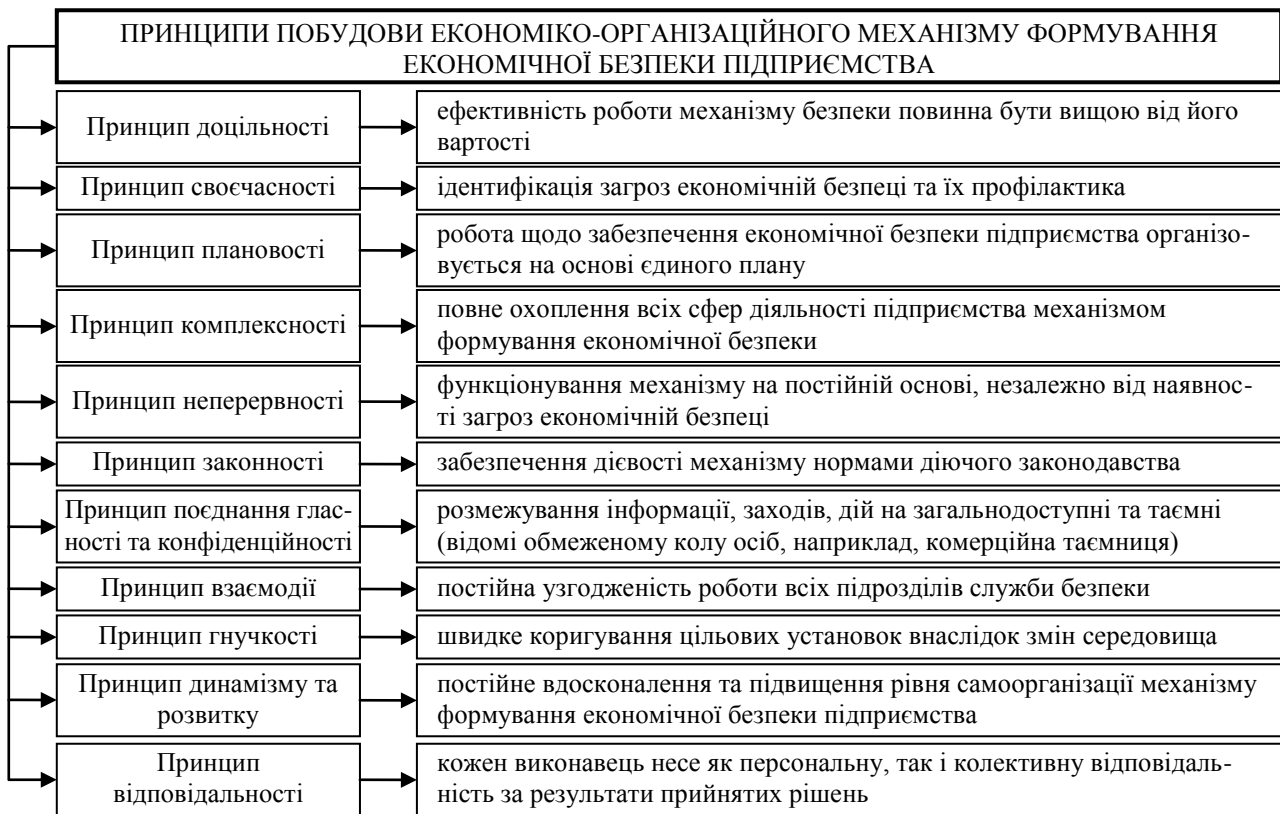 ПРИНЦИПИ ПОБУДОВИ ЕКОНОМІКО-ОРГАНІЗАЦІЙНОГО МЕХАНІЗМУ ФОРМУВАННЯ
ЕКОНОМІЧНОЇ БЕЗПЕКИ ПІДПРИЄМСТВА
Принцип доцільності
ефективність роботи механізму безпеки повинна бути вищою від його
вартості
Принцип своєчасності
ідентифікація загроз економічній безпеці та їх профілактика
Принцип плановості
робота щодо забезпечення економічної безпеки підприємства організо-
вується на основі єдиного плану
Принцип комплексності
повне охоплення всіх сфер діяльності підприємства механізмом
формування економічної безпеки
Принцип неперервності
функціонування механізму на постійній основі, незалежно від наявнос-
ті загроз економічній безпеці
Принцип законності
забезпечення дієвості механізму нормами діючого законодавства
Принцип поєднання глас-
ності та конфіденційності
розмежування інформації, заходів, дій на загальнодоступні та таємні
(відомі обмеженому колу осіб, наприклад, комерційна таємниця)
Принцип взаємодії
постійна узгодженість роботи всіх підрозділів служби безпеки
Принцип гнучкості
швидке коригування цільових установок внаслідок змін середовища
Принцип динамізму та
розвитку
постійне вдосконалення та підвищення рівня самоорганізації механізму
формування економічної безпеки підприємства
Принцип
відповідальності
кожен виконавець несе як персональну, так і колективну відповідаль-
ність за результати прийнятих рішень